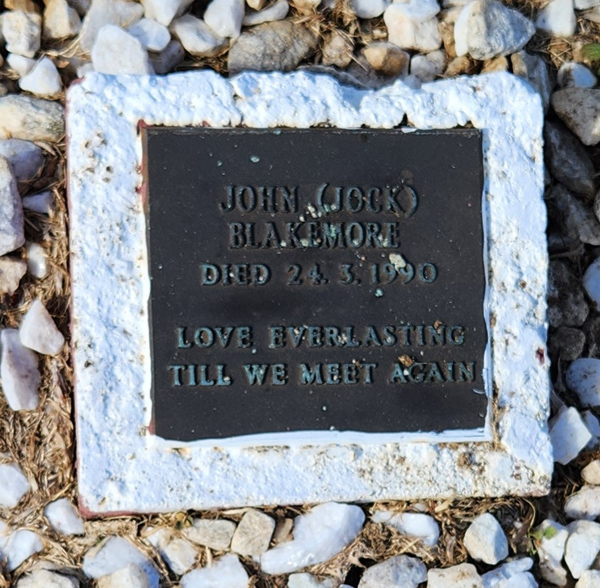 JOHN (JOCK)
BLAKEMORE
DIED 24. 3. 1990
LOVE EVERLASTING
TILL WE MEET AGAIN